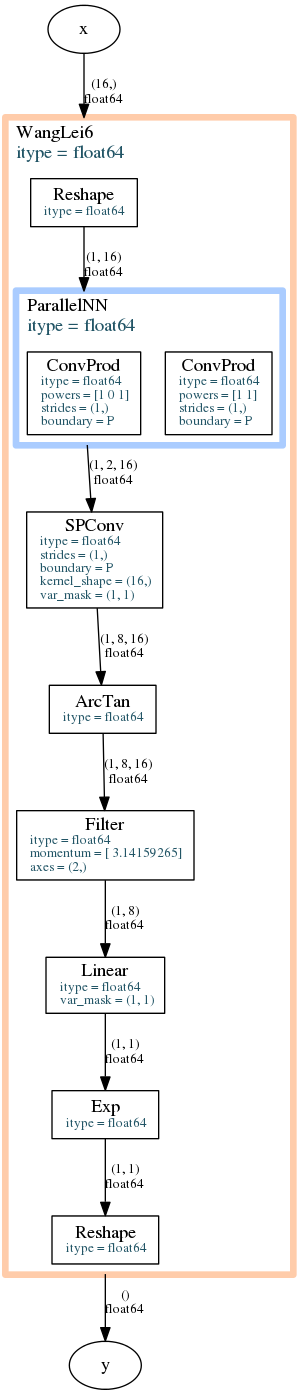 x
(16,)
float64
WangLei6
itype = float64
Reshape
itype = float64
(1, 16)
float64
ParallelNN
itype = float64
ConvProd
itype = float64
powers = [1 0 1]
strides = (1,)
boundary = P
ConvProd
itype = float64
powers = [1 1]
strides = (1,)
boundary = P
(1, 2, 16)
float64
SPConv
itype = float64
strides = (1,)
boundary = P
kernel_shape = (16,)
var_mask = (1, 1)
(1, 8, 16)
float64
ArcTan
itype = float64
(1, 8, 16)
float64
Filter
itype = float64
momentum = [ 3.14159265]
axes = (2,)
(1, 8)
float64
Linear
itype = float64
var_mask = (1, 1)
(1, 1)
float64
Exp
itype = float64
(1, 1)
float64
Reshape
itype = float64
()
float64
y